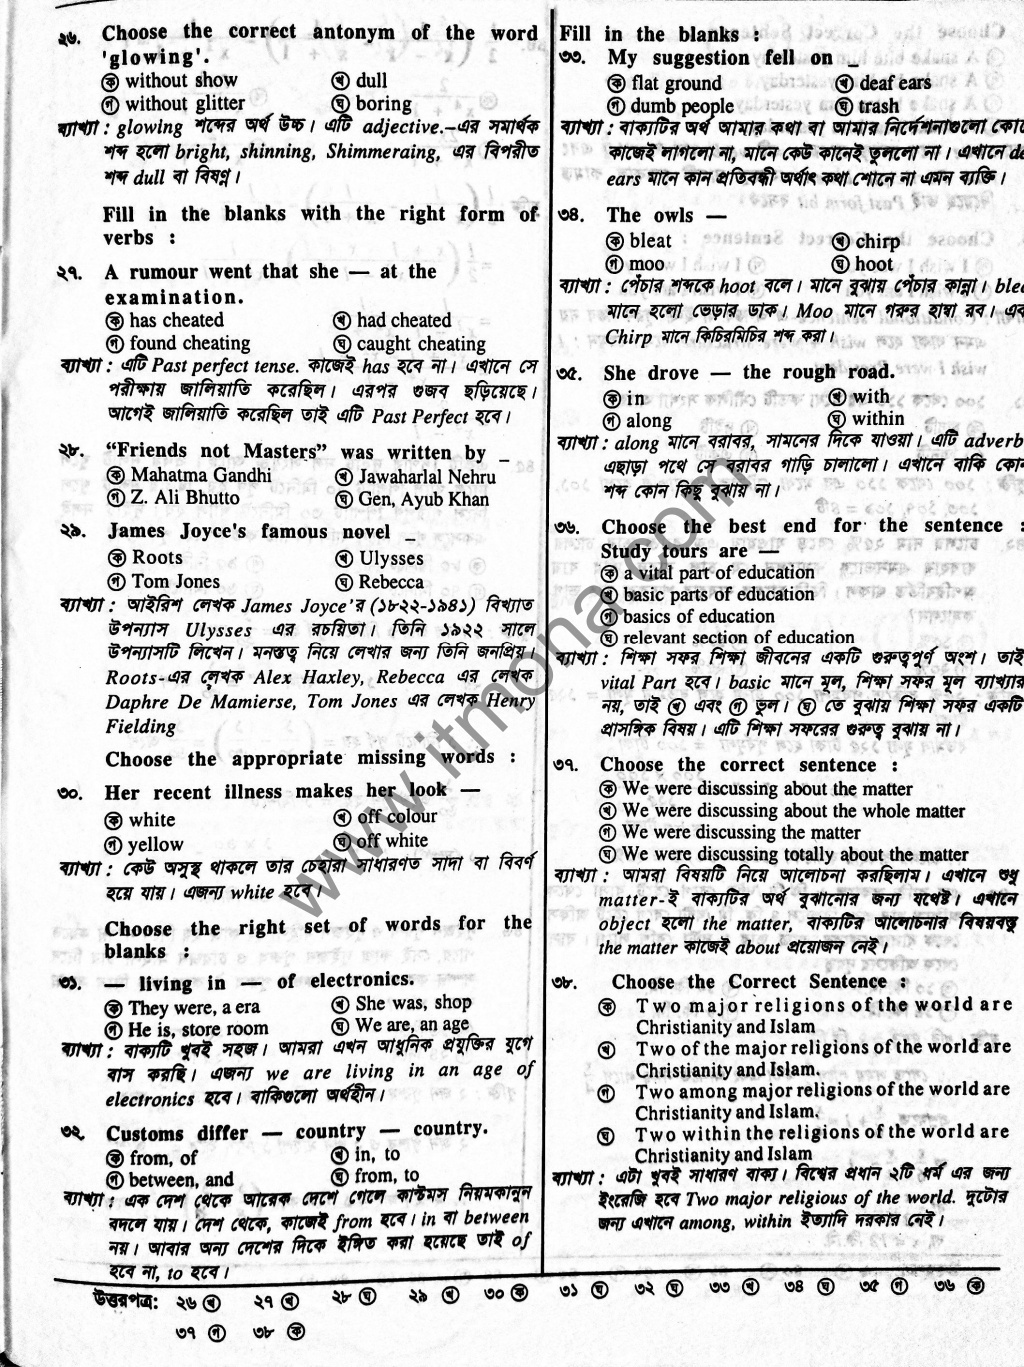 ২৬. Choose the correct antonym of the word
'glowing'.
ⓚ without show ⓚ dull
ⓖ without glitter ⓖ boring
ব্যাখ্যা : glowing শব্দের অর্থ উচ্চ। এটি adjective.–এর সমার্থক
শব্দ হলো bright, shinning, Shimmeraing, এর বিপরীত
শব্দ dull বা বিষণ্ণ।
Fill in the blanks with the right form of
verbs :
২৭. A rumour went that she — at the
examination.
ক has cheated খ had cheated
গ found cheating ঘ caught cheating
ব্যাখ্যা : এটি Past perfect tense. কাজেই has হবে না। এখানে সে
পরীক্ষায় জালিয়াতি করেছিল। এরপর গুজব ছড়িয়েছে।
আগেই জালিয়াতি করেছিল তাই এটি Past Perfect হবে।
২৮. “Friends not Masters” was written by _
ক Mahatma Gandhi খ Jawaharlal Nehru
গ Z. Ali Bhutto ঘ Gen, Ayub Khan
২৯. James Joyce's famous novel _
ক Roots খ Ulysses
গ Tom Jones ঘ Rebecca
ব্যাখ্যা : আইরিশ লেখক James Joyce'র (১৮২২-১৯৪১) বিখ্যাত
উপন্যাস Ulysses এর রচয়িতা। তিনি ১৯২২ সালে
উপন্যাসটি লিখেন। মনস্তত্ব নিয়ে লেখার জন্য তিনি জনপ্রিয়।
Roots-এর লেখক Alex Haxley, Rebecca এর লেখক
Daphre De Mamierse, Tom Jones এর লেখক Henry
Fielding
Choose the appropriate missing words :
৩০. Her recent illness makes her look —
ক white খ off colour
গ yellow ঘ off white
ব্যাখ্যা : কেউ অসুস্থ থাকলে তার চেহারা সাধারণত সাদা বা বিবর্ণ
হয়ে যায়। এজন্য white হবে।
Choose the right set of words for the
blanks :
৩১. — living in — of electronics.
ক They were, a era খ She was, shop
গ He is, store room ঘ We are, an age
ব্যাখ্যা : বাক্যটি খুবই সহজ। আমরা এখন আধুনিক প্রযুক্তির যুগে
বাস করছি। এজন্য we are living in an age of
electronics হবে। বাকিগুলো অর্থহীন।
৩২. Customs differ — country — country.
ক from, of খ in, to
গ between, and ঘ from, to
ব্যাখ্যা : এক দেশ থেকে আরেক দেশে গেলে কাস্টমস নিয়মকানুন
বদলে যায়। দেশ থেকে, কাজেই from হবে। in বা between
নয়। আবার অন্য দেশের দিকে ইঙ্গিত করা হয়েছে তাই of
হবে না, to হবে।
Fill in the blanks :
৩৩. My suggestion fell on _
ক flat ground খ deaf ears
গ dumb people ঘ trash
ব্যাখ্যা : বাক্যটির অর্থ আমার কথা বা আমার নির্দেশনাগুলো কোে
কাজেই লাগলো না, মানে কেউ কানেই তুললো না। এখানে de
ears মানে কান প্রতিবন্ধী অর্থাৎ কথা শোনে না এমন ব্যক্তি।
৩৪. The owls —
ক bleat খ chirp
গ moo ঘ hoot
ব্যাখ্যা : পেঁচার শব্দকে hoot বলে। মানে বুঝায় পেঁচার কান্না। blea
মানে হলো ভেড়ার ডাক। Moo মানে গরুর হাম্বা রব। এব
Chirp মানে কিচিরমিচির শব্দ করা।
৩৫. She drove — the rough road.
ক in খ with
গ along ঘ within
ব্যাখ্যা : along মানে বরাবর, সামনের দিকে যাওয়া। এটি adverb
এছাড়া পথে সে বরাবর গাড়ি চালালো। এখানে বাকি কোন
শব্দ কোন কিছু বুঝায় না।
৩৬. Choose the best end for the sentence :
Study tours are —
ক a vital part of education
খ basic parts of education
গ basics of education
ঘ relevant section of education
ব্যাখ্যা : শিক্ষা সফর শিক্ষা জীবনের একটি গুরুত্বপূর্ণ অংশ। তাই
vital Part হবে। basic মানে মূল, শিক্ষা সফর মূল ব্যাখ্যার
নয়, তাই খ এবং গ ভুল। ঘ তে বুঝায় শিক্ষা সফর একটি
প্রাসঙ্গিক বিষয়। এটি শিক্ষা সফরের গুরুত্ব বুঝায় না।
৩৭. Choose the correct sentence :
ক We were discussing about the matter
খ We were discussing about the whole matter
গ We were discussing the matter
ঘ We were discussing totally about the matter
ব্যাখ্যা : আমরা বিষয়টি নিয়ে আলোচনা করছিলাম। এখানে শুধু
matter-ই বাক্যটির অর্থ বুঝানোর জন্য যথেষ্ট। এখানে
object হলো the matter, বাক্যটির আলোচনার বিষয়বস্তু
the matter কাজেই about প্রয়োজন নেই।
৩৮. Choose the Correct Sentence :
ক Two major religions of the world are
Christianity and Islam
খ Two of the major religions of the world are
Christianity and Islam.
গ Two among major religions of the world are
Christianity and Islam.
ঘ Two within the religions of the world are
Christianity and Islam
ব্যাখ্যা : এটা খুবই সাধারণ বাক্য। বিশ্বের প্রধান ২টি ধর্ম এর জন্য
ইংরেজি হবে Two major religious of the world. দুটোর
জন্য এখানে among, within ইত্যাদি দরকার নেই।
উত্তরপত্র: ২৬ খ ২৭ খ ২৮ ঘ ২৯ খ ৩০ ক ৩১ ঘ ৩২ ঘ ৩৩ খ ৩৪ ঘ ৩৫ গ ৩৬ ক
৩৭ গ ৩৮ ক
www.itmona.com